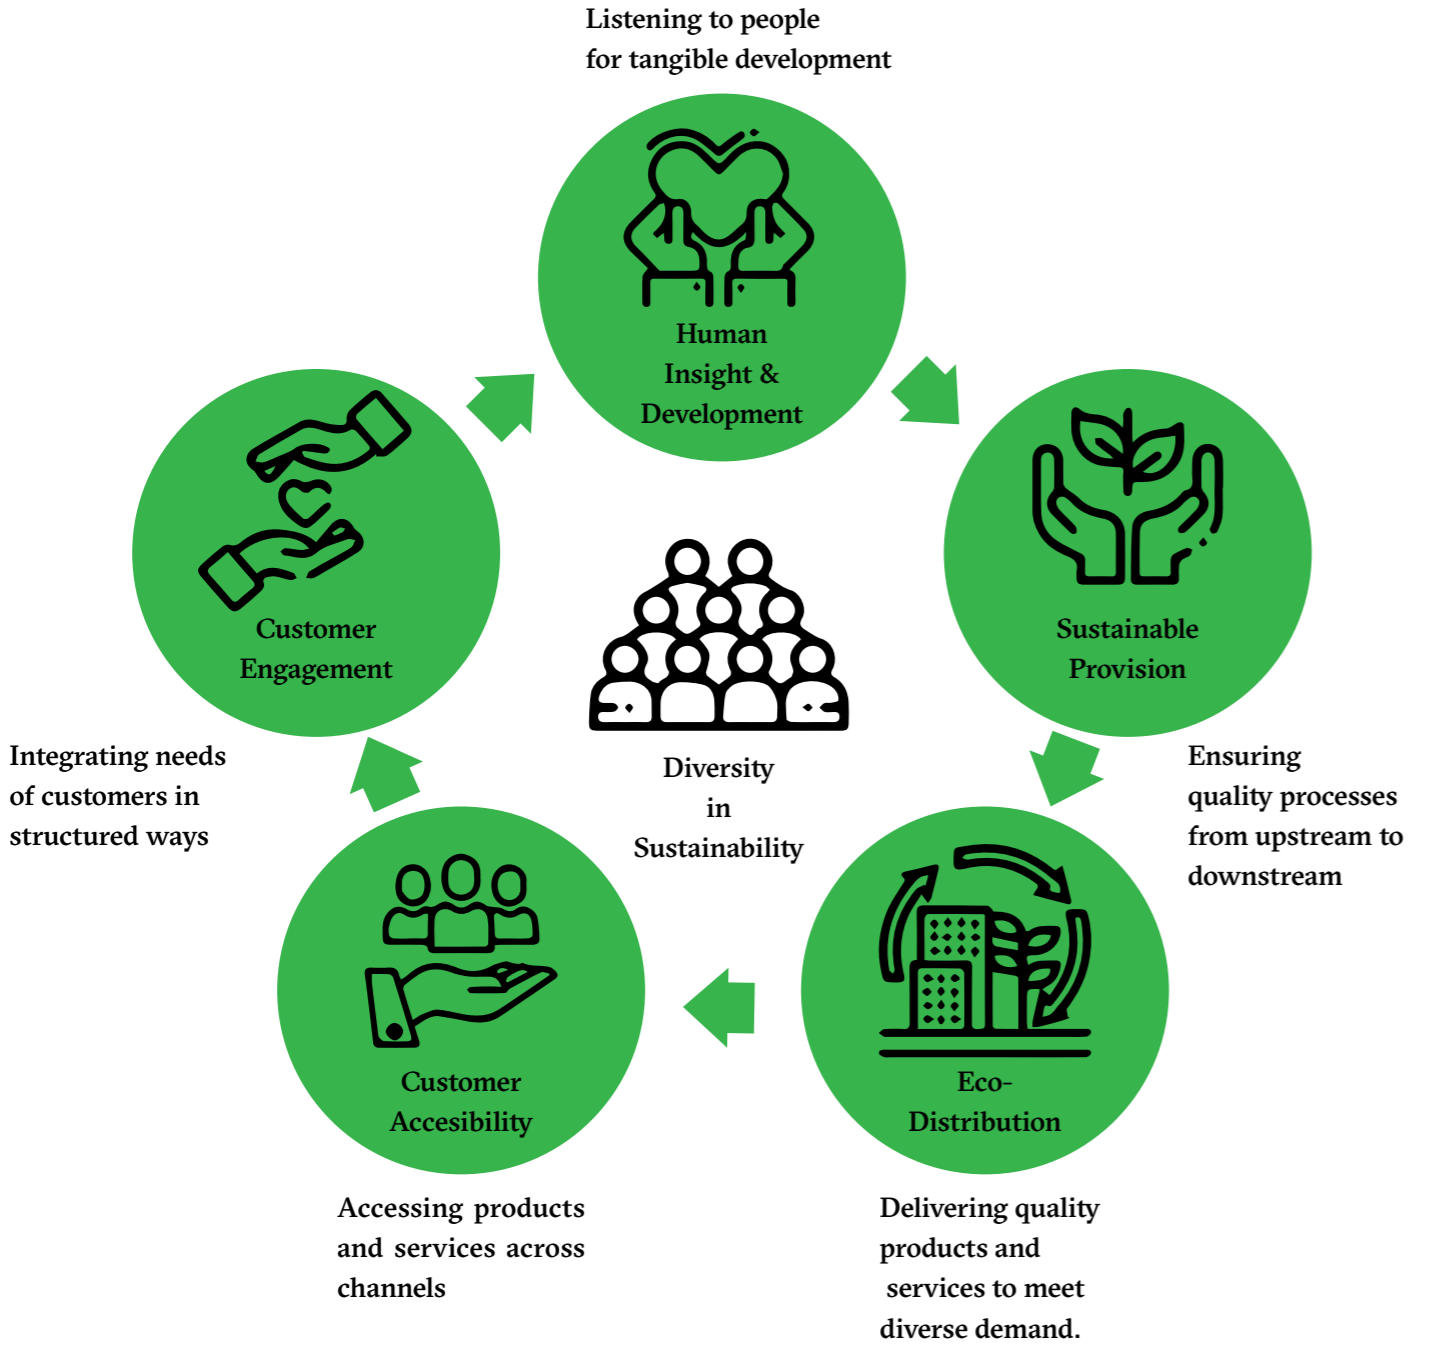 Listening to people
for tangible development
Human
Insight &
Development
Sustainable
Provision
Ensuring
quality processes
from upstream to
downstream
Eco-
Distribution
Delivering quality
products and
services to meet
diverse demand.
Customer
Accesibility
Accessing products
and services across
channels
Customer
Engagement
Integrating needs
of customers in
structured ways
Diversity
in
Sustainability